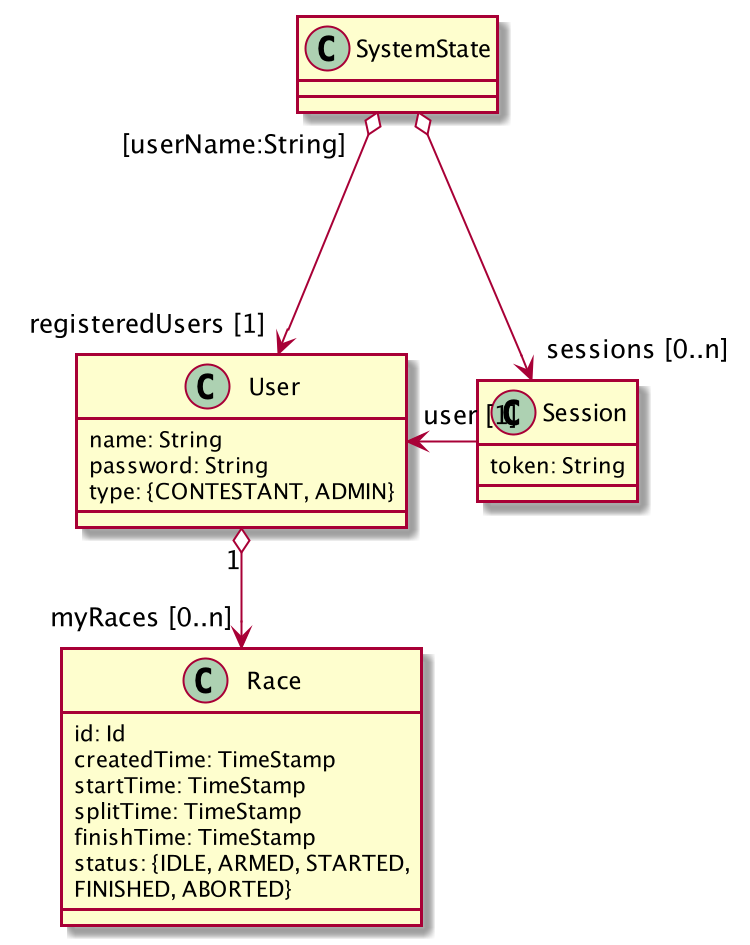 C SystemState
[userName:String]
registeredUsers [1]
sessions [0..n]
C User
name: String
password: String
type: {CONTESTANT, ADMIN}
user [1]
C Session
token: String
1
myRaces [0..n]
C Race
id: Id
createdTime: TimeStamp
startTime: TimeStamp
splitTime: TimeStamp
finishTime: TimeStamp
status: {IDLE, ARMED, STARTED,
FINISHED, ABORTED}